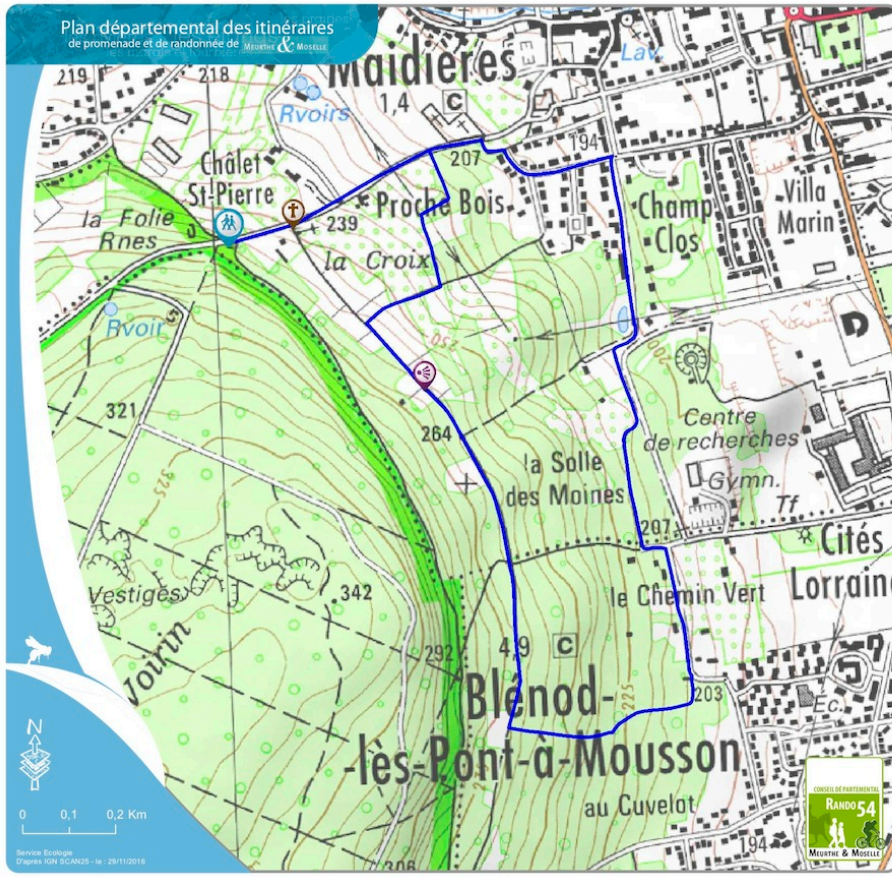 Plan départemental des itinéraires
de promenade et de randonnée de MEURTHE & MOSELLE
Maidières
219
218
Rvoirs
1,4
C
Lav.
194
207
Châlet
St-Pierre
Proche Bois
239
la Folie
Rnes
la Croix
Champ
Clos
Villa
Marin
Rvoir
250
200
D
321
264
Centre
de recherches
la Solle
des Moines
Gymn.
Tf
325
207
Cités
Lorraine
Vestiges
342
le Chemin Vert
Voirin
292
4,9
C
225
203
Blénod-
-lès-Pont-à-Mousson
Ec.
au Cuvelot
194
306
N
0 0,1 0,2 Km
Service Ecologie
D'après IGN SCAN25 - le : 29/11/2016
CONSEIL DÉPARTEMENTAL
RANDO 54
MEURTHE & MOSELLE